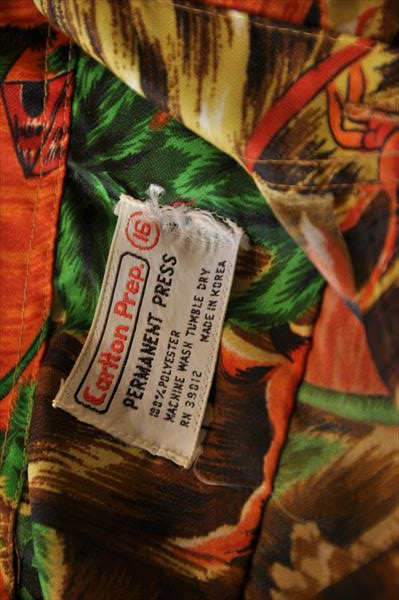 Carlton Prep. 16
PERMANENT PRESS
100% POLYESTER
MACHINE WASH TUMBLE DRY
RN 39012 MADE IN KOREA